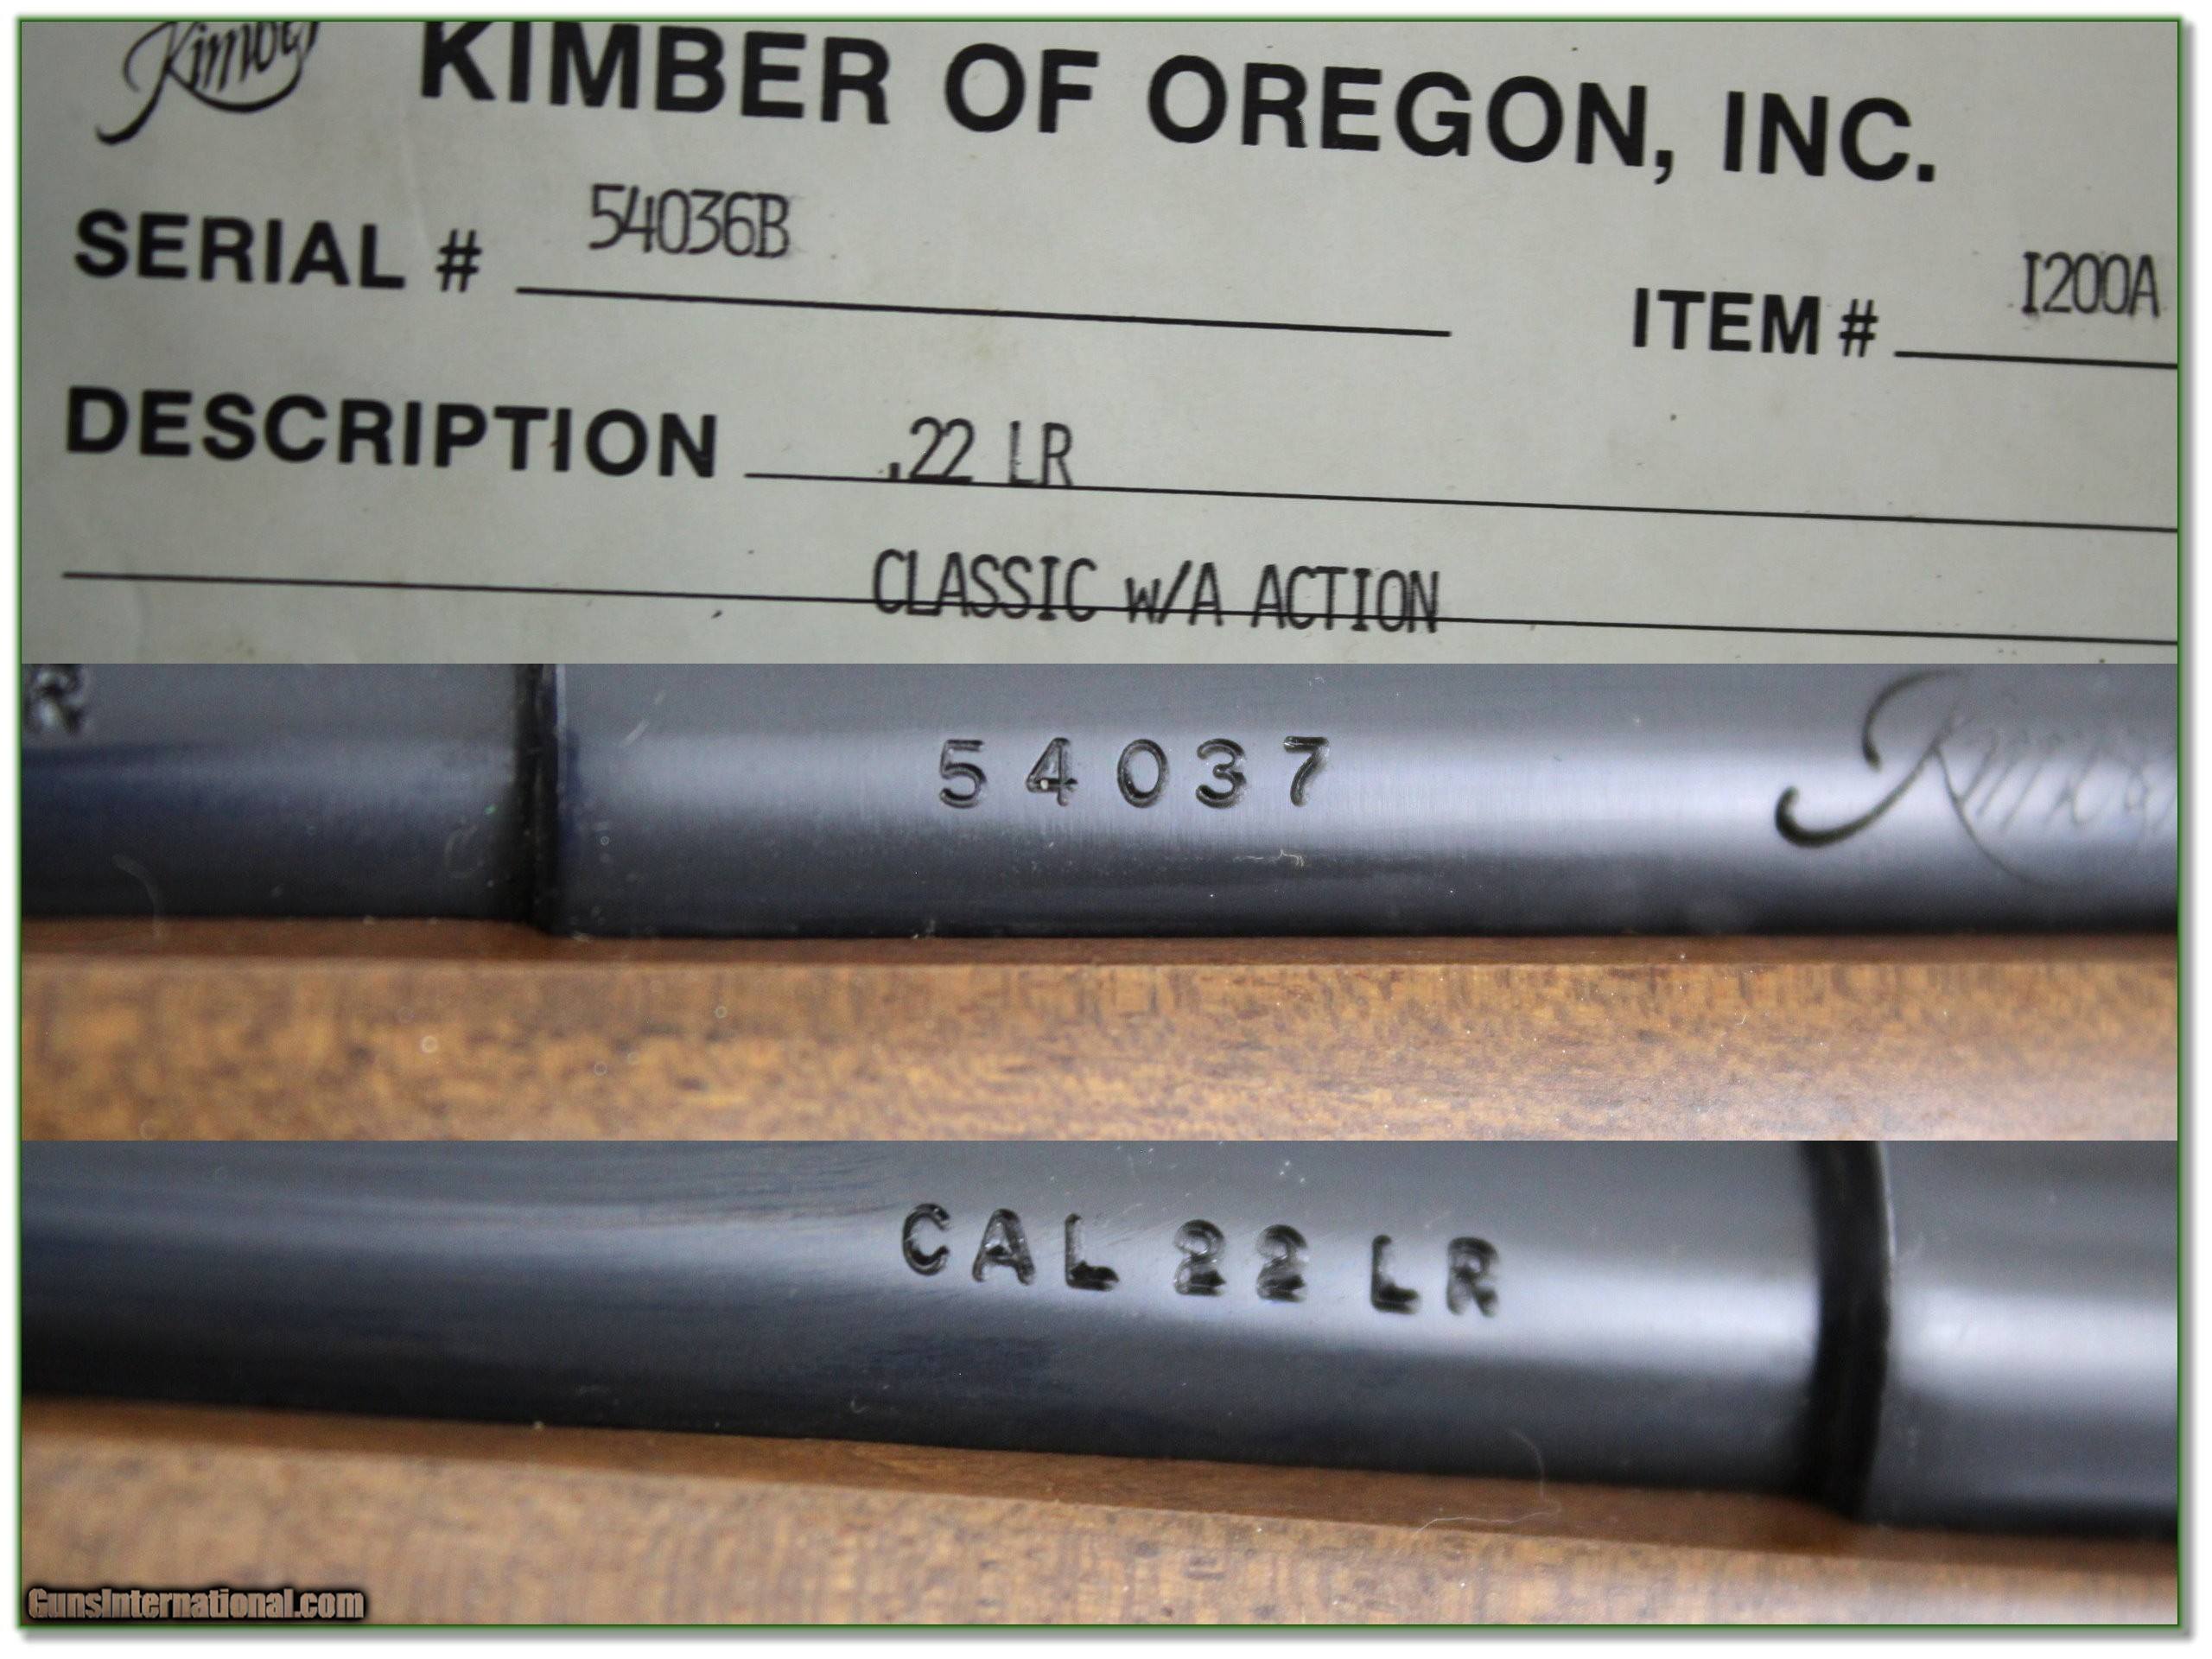 Kimber KIMBER OF OREGON, INC.
SERIAL # 54036B ITEM # I200A
DESCRIPTION .22 LR
CLASSIC w/A ACTION
R
54037 Kimber
CAL 22 LR
GunsInternational.com